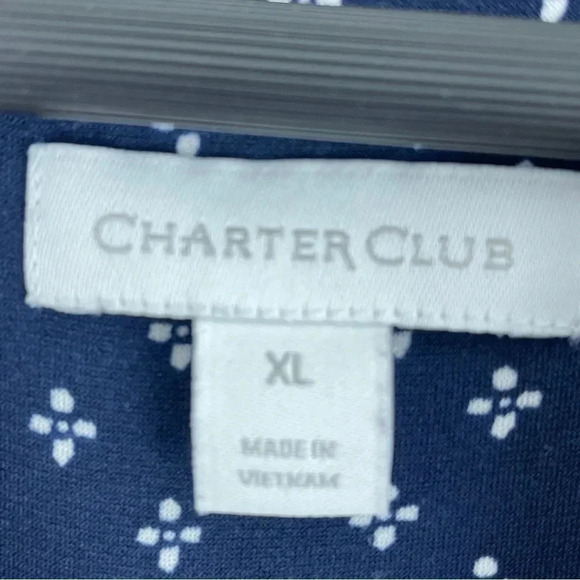 CHARTER CLUB
XL
MADE IN
VIETNAM